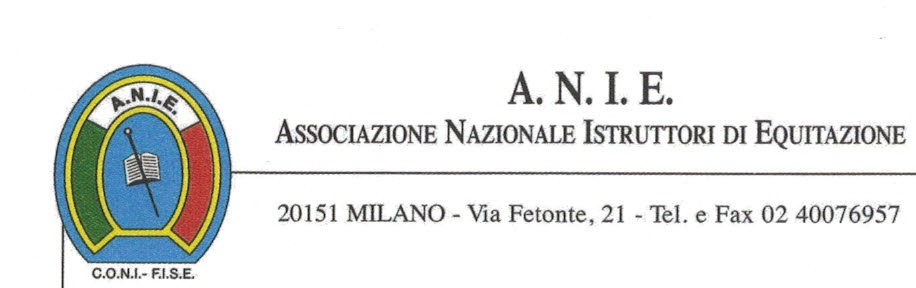 A. N. I. E.
ASSOCIAZIONE NAZIONALE ISTRUTTORI DI EQUITAZIONE
20151 MILANO - Via Fetonte, 21 - Tel. e Fax 02 40076957
A.N.I.E.
C.O.N.I.- F.I.S.E.